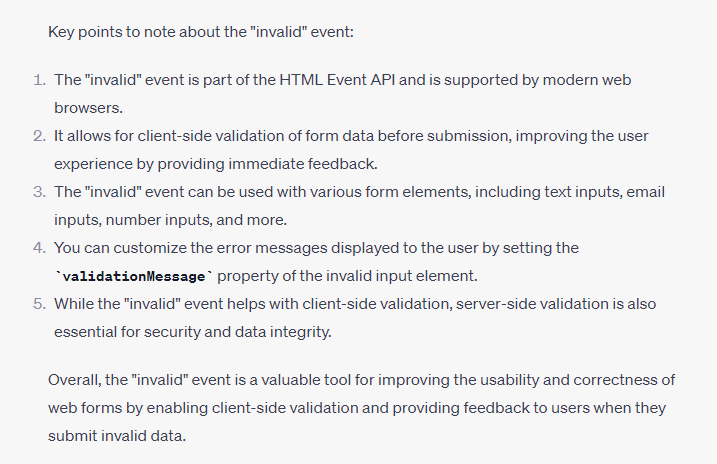 Key points to note about the "invalid" event:
1. The "invalid" event is part of the HTML Event API and is supported by modern web
browsers.
2. It allows for client-side validation of form data before submission, improving the user
experience by providing immediate feedback.
3. The "invalid" event can be used with various form elements, including text inputs, email
inputs, number inputs, and more.
4. You can customize the error messages displayed to the user by setting the
`validationMessage` property of the invalid input element.
5. While the "invalid" event helps with client-side validation, server-side validation is also
essential for security and data integrity.
Overall, the "invalid" event is a valuable tool for improving the usability and correctness of
web forms by enabling client-side validation and providing feedback to users when they
submit invalid data.